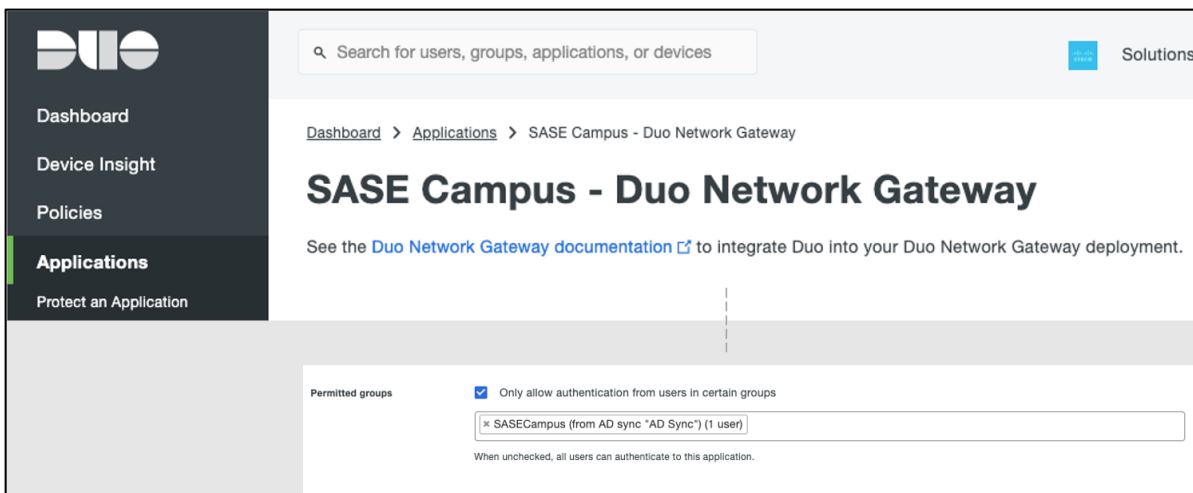 DUO
Search for users, groups, applications, or devices
CISCO
Solutions
Dashboard
Device Insight
Policies
Applications
Protect an Application
Dashboard > Applications > SASE Campus - Duo Network Gateway
SASE Campus - Duo Network Gateway
See the Duo Network Gateway documentation to integrate Duo into your Duo Network Gateway deployment.
Permitted groups
Only allow authentication from users in certain groups
× SASECampus (from AD sync "AD Sync") (1 user)
When unchecked, all users can authenticate to this application.